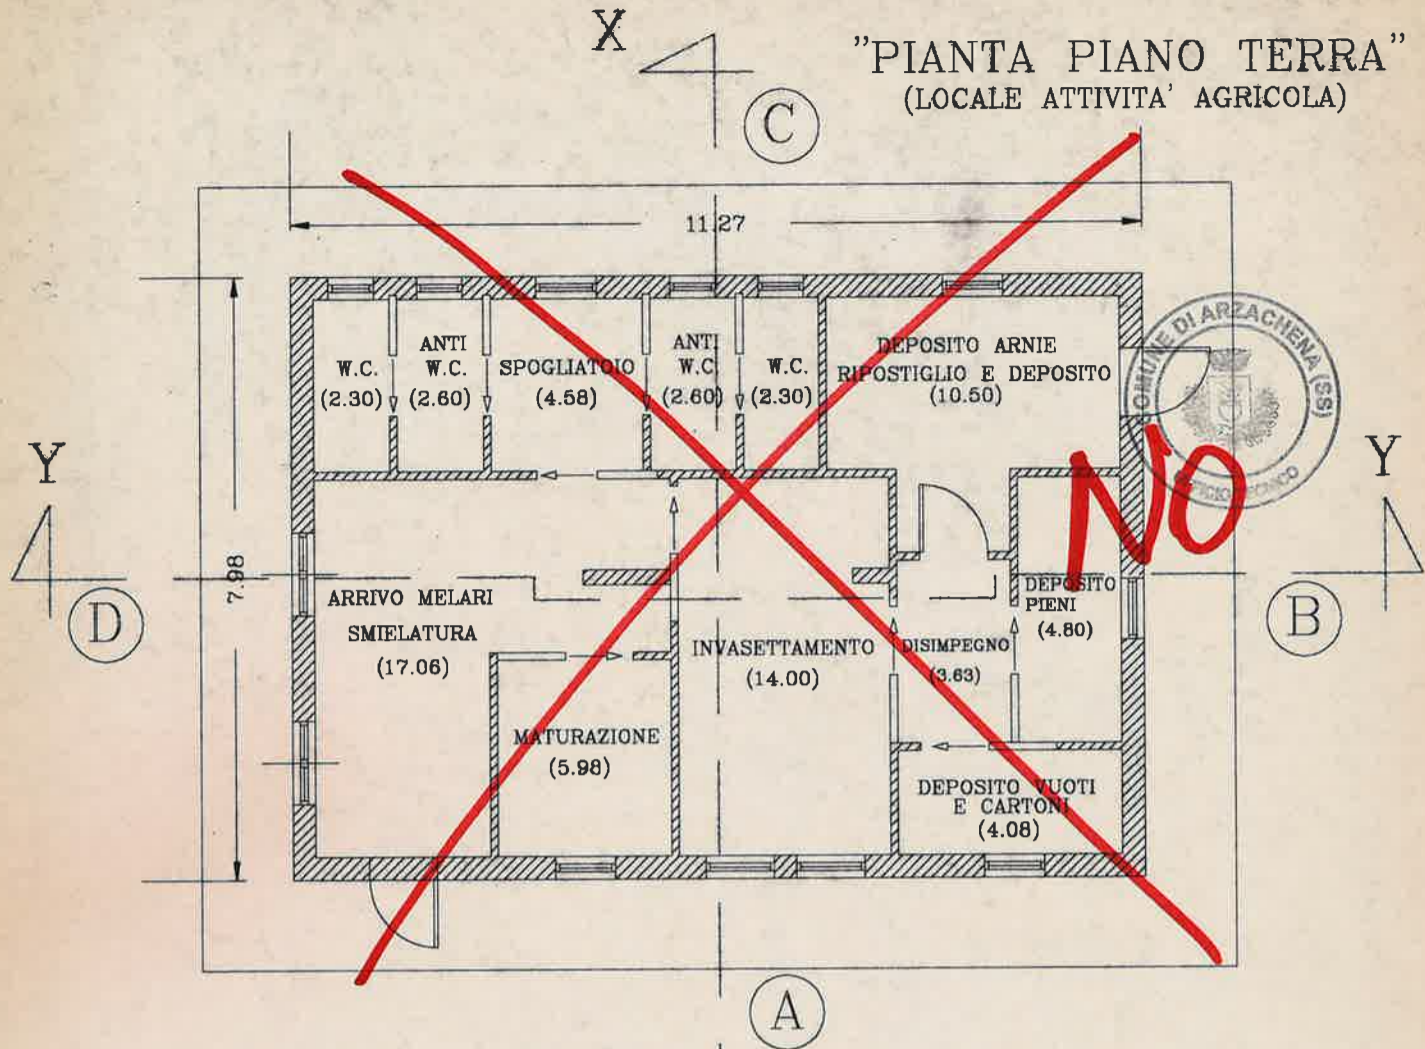 X
"PIANTA PIANO TERRA"
(LOCALE ATTIVITA' AGRICOLA)
C
11.27
W.C.
(2.30)
ANTI
W.C.
(2.60)
SPOGLIATOIO
(4.58)
ANTI
W.C.
(2.60)
W.C.
(2.30)
DEPOSITO ARNIE
RIPOSTIGLIO E DEPOSITO
(10.50)
COMUNE DI ARZACHENA (SS)
UFFICIO TECNICO
NO
Y
Y
7.98
D
B
ARRIVO MELARI
SMIELATURA
(17.06)
INVASETTAMENTO
(14.00)
DISIMPEGNO
(3.63)
DEPOSITO
PIENI
(4.80)
MATURAZIONE
(5.98)
DEPOSITO VUOTI
E CARTONI
(4.08)
A